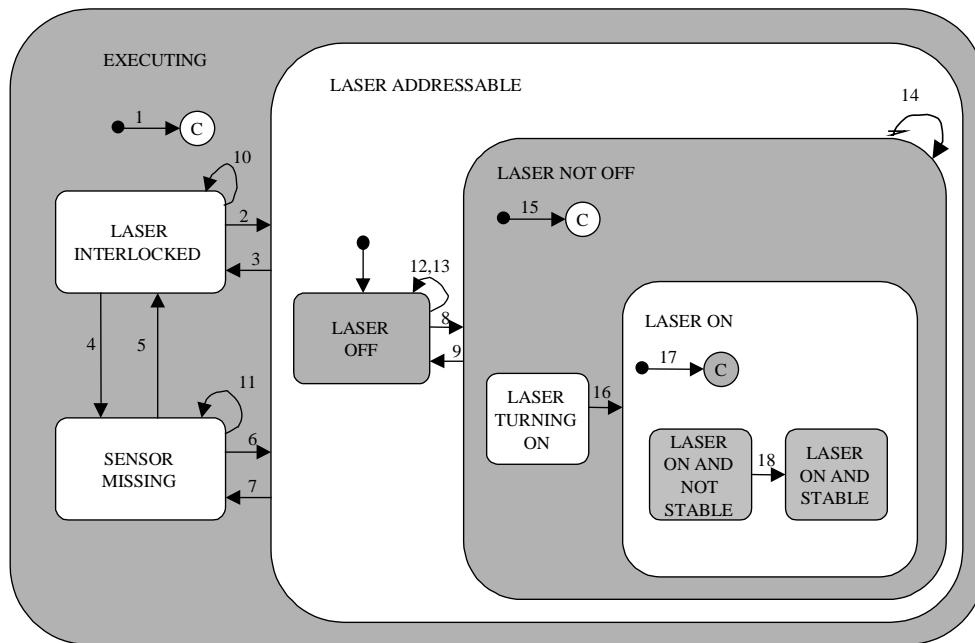 EXECUTING
1
C
LASER ADDRESSABLE
14
10
LASER
INTERLOCKED
2
3
LASER NOT OFF
15
C
12,13
LASER
OFF
8
9
LASER ON
17
C
4
5
11
SENSOR
MISSING
6
7
LASER
TURNING
ON
16
LASER
ON AND
NOT
STABLE
18
LASER
ON AND
STABLE